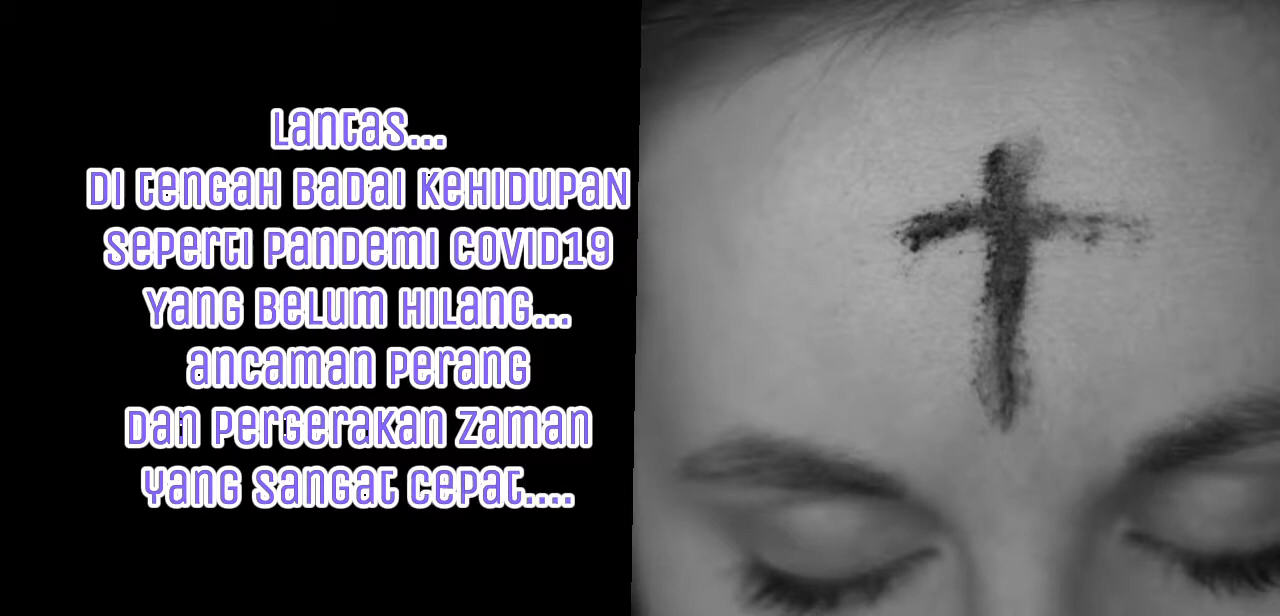 Lantas...
Di tengah badai kehidupan
seperti pandemi covid19
yang belum hilang...
ancaman perang
dan pergerakan zaman
yang sangat cepat....